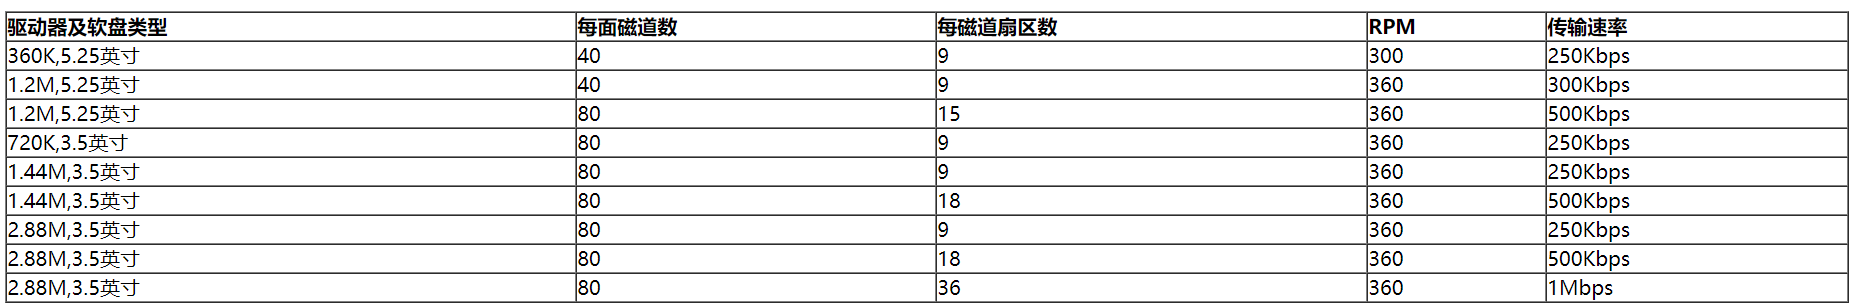 驱动器及软盘类型 每面磁道数 每磁道扇区数 RPM 传输速率
360K,5.25英寸 40 9 300 250Kbps
1.2M,5.25英寸 40 9 360 300Kbps
1.2M,5.25英寸 80 15 360 500Kbps
720K,3.5英寸 80 9 360 250Kbps
1.44M,3.5英寸 80 9 360 250Kbps
1.44M,3.5英寸 80 18 360 500Kbps
2.88M,3.5英寸 80 9 360 250Kbps
2.88M,3.5英寸 80 18 360 500Kbps
2.88M,3.5英寸 80 36 360 1Mbps